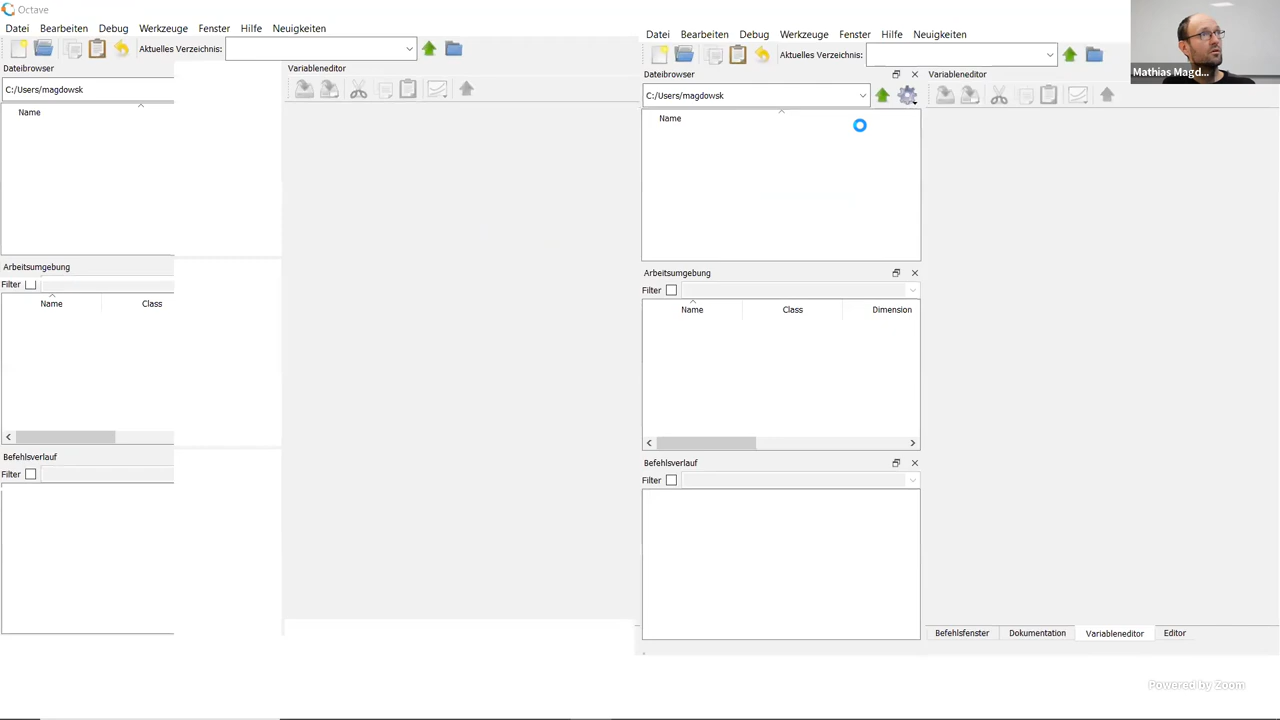 Octave
Datei Bearbeiten Debug Werkzeuge Fenster Hilfe Neuigkeiten
Aktuelles Verzeichnis:
Dateibrowser
Variableneditor
C:/Users/magdowsk
Name
Arbeitsumgebung
Filter
Name Class
Befehlsverlauf
Filter
Datei Bearbeiten Debug Werkzeuge Fenster Hilfe Neuigkeiten
Aktuelles Verzeichnis:
Dateibrowser
Variableneditor
C:/Users/magdowsk
Name
Arbeitsumgebung
Filter
Name Class Dimension
Befehlsverlauf
Filter
Befehlsfenster Dokumentation Variableneditor Editor
Mathias Magd...
Powered by Zoom